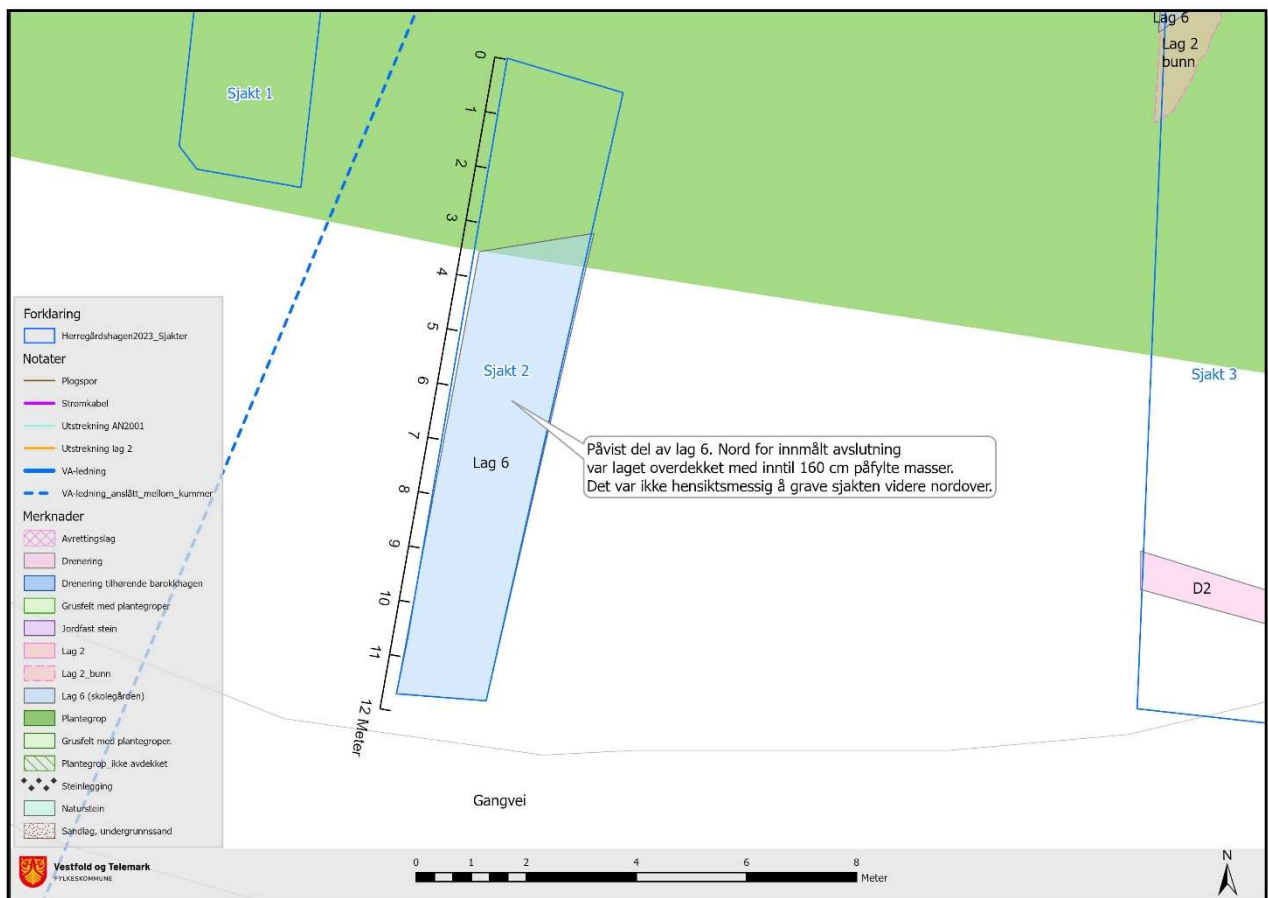 Lag 6
Lag 2
bunn
Sjakt 1
0
1
2
3
4
5
6
7
8
9
10
11
12 Meter
Sjakt 2
Sjakt 3
Lag 6
Påvist del av lag 6. Nord for innmålt avslutning
var laget overdekket med inntil 160 cm påfylte masser.
Det var ikke hensiktsmessig å grave sjakten videre nordover.
D2
Gangvei
Forklaring
Herregårdshagen2023_Sjakter
Notater
Plogspor
Strømkabel
Utstrekning AN2001
Utstrekning lag 2
VA-ledning
VA-ledning_anslått_mellom_kummer
Merknader
Avrettingslag
Drenering
Drenering tilhørende barokkhagen
Grusfelt med plantegroper
Jordfast stein
Lag 2
Lag 2_bunn
Lag 6 (skolegården)
Plantegrop
Grusfelt med plantegroper.
Plantegrop_ikke avdekket
Steinlegging
Naturstein
Sandlag, undergrunnssand
Vestfold og Telemark
FYLKESKOMMUNE
0 1 2 4 6 8
Meter
N